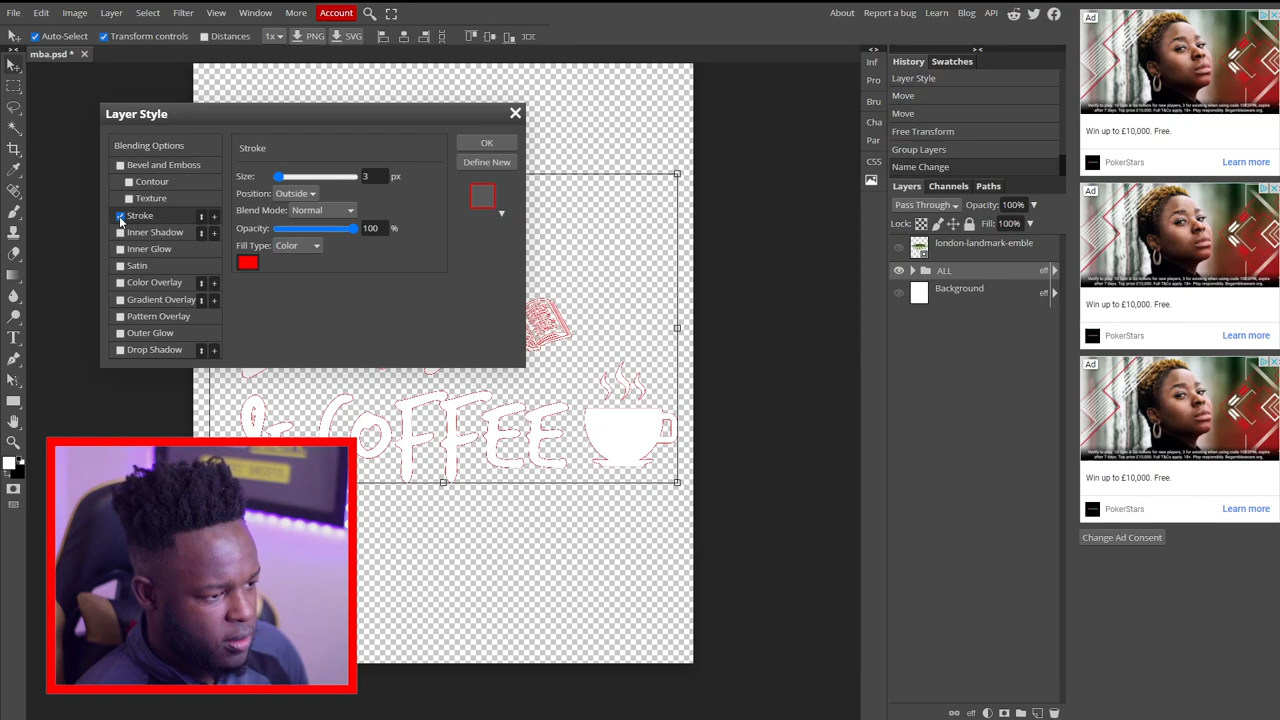 File Edit Image Layer Select Filter View Window More Account About Report a bug Learn Blog API
Auto-Select Transform controls Distances 1x PNG SVG
mba.psd *
Layer Style
Blending Options
Bevel and Emboss
Contour
Texture
Stroke
Inner Shadow
Inner Glow
Satin
Color Overlay
Gradient Overlay
Pattern Overlay
Outer Glow
Drop Shadow
Stroke
Size: 3 px
Position: Outside
Blend Mode: Normal
Opacity: 100 %
Fill Type: Color
OK
Define New
& COFFEE
Inf
Pro
Bru
Cha
Par
CSS
History Swatches
Layer Style
Move
Move
Free Transform
Group Layers
Name Change
Layers Channels Paths
Pass Through Opacity: 100%
Lock: Fill: 100%
london-landmark-emble
ALL eff
Background
eff
eff
Ad
Win up to £10,000. Free.
PokerStars Learn more
Ad
Win up to £10,000. Free.
PokerStars Learn more
Ad
Win up to £10,000. Free.
PokerStars Learn more
Change Ad Consent